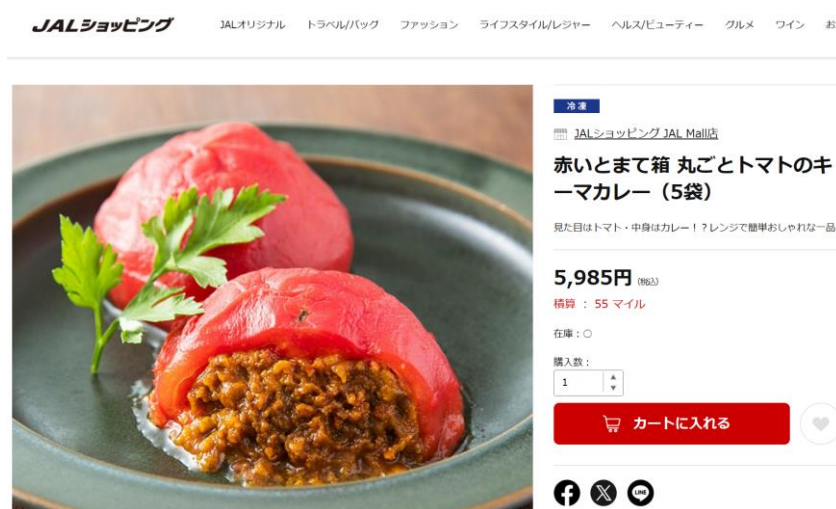 JALショッピング
JALオリジナル トラベル/バッグ ファッション ライフスタイル/レジャー ヘルス/ビューティー グルメ ワイン お
冷凍
JALショッピング JAL Mall店
赤いとまて箱 丸ごとトマトのキ
ーマカレー（5袋）
見た目はトマト・中身はカレー！？レンジで簡単おしゃれな一品
5,985円 (税込)
積算 ： 55 マイル
在庫：○
購入数：
1
カートに入れる
LINE